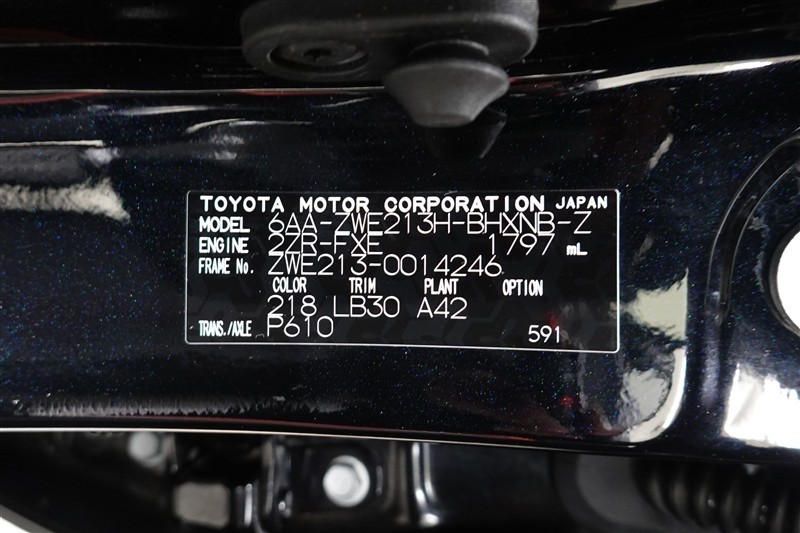 TOYOTA MOTOR CORPORATION JAPAN
MODEL 6AA-ZWE213H-BHXNB-Z
ENGINE 2ZR-FXE 1797 mL
FRAME No. ZWE213-0014246
COLOR TRIM PLANT OPTION
218 LB30 A42
TRANS./AXLE P610 591